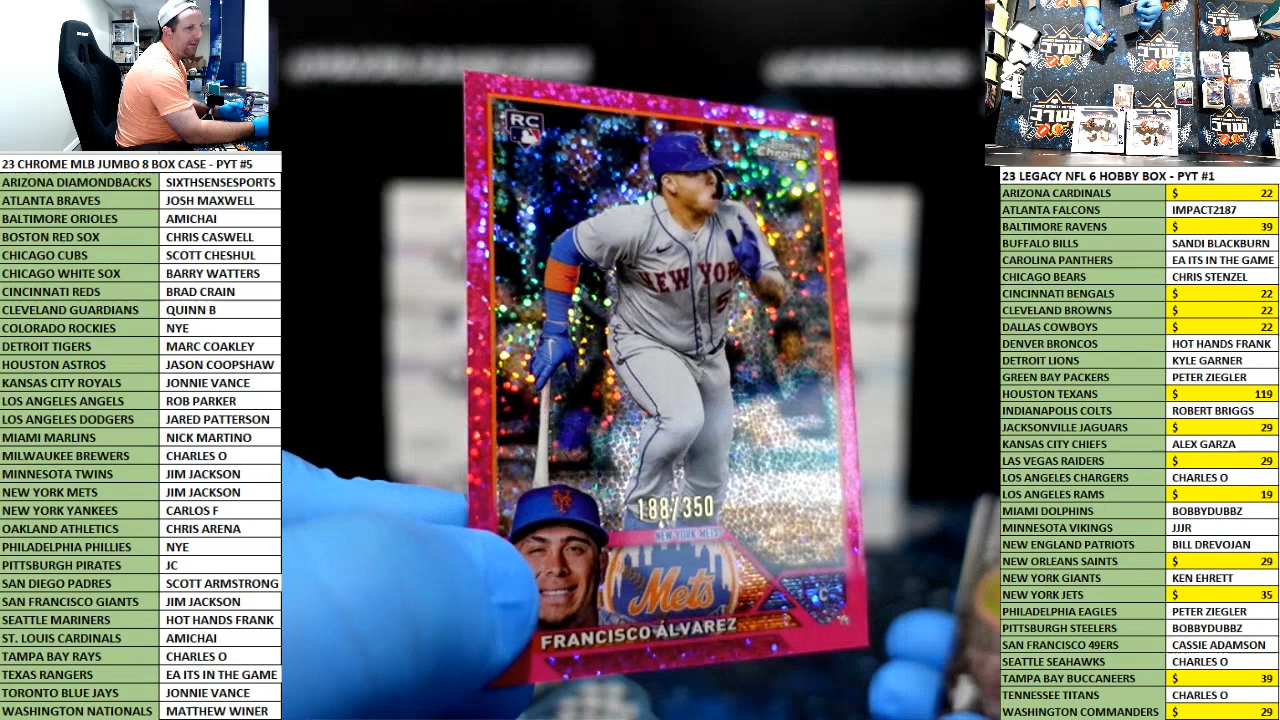 23 CHROME MLB JUMBO 8 BOX CASE - PYT #5
ARIZONA DIAMONDBACKS SIXTHSENSESPORTS
ATLANTA BRAVES JOSH MAXWELL
BALTIMORE ORIOLES AMICHAI
BOSTON RED SOX CHRIS CASWELL
CHICAGO CUBS SCOTT CHESHUL
CHICAGO WHITE SOX BARRY WATTERS
CINCINNATI REDS BRAD CRAIN
CLEVELAND GUARDIANS QUINN B
COLORADO ROCKIES NYE
DETROIT TIGERS MARC COAKLEY
HOUSTON ASTROS JASON COOPSHAW
KANSAS CITY ROYALS JONNIE VANCE
LOS ANGELES ANGELS ROB PARKER
LOS ANGELES DODGERS JARED PATTERSON
MIAMI MARLINS NICK MARTINO
MILWAUKEE BREWERS CHARLES O
MINNESOTA TWINS JIM JACKSON
NEW YORK METS JIM JACKSON
NEW YORK YANKEES CARLOS F
OAKLAND ATHLETICS CHRIS ARENA
PHILADELPHIA PHILLIES NYE
PITTSBURGH PIRATES JC
SAN DIEGO PADRES SCOTT ARMSTRONG
SAN FRANCISCO GIANTS JIM JACKSON
SEATTLE MARINERS HOT HANDS FRANK
ST. LOUIS CARDINALS AMICHAI
TAMPA BAY RAYS CHARLES O
TEXAS RANGERS EA ITS IN THE GAME
TORONTO BLUE JAYS JONNIE VANCE
WASHINGTON NATIONALS MATTHEW WINER
RC
Chrome
NEW YORK
5
188/350
NEW YORK METS
Mets
C
FRANCISCO ALVAREZ
23 LEGACY NFL 6 HOBBY BOX - PYT #1
ARIZONA CARDINALS $ 22
ATLANTA FALCONS IMPACT2187
BALTIMORE RAVENS $ 39
BUFFALO BILLS SANDI BLACKBURN
CAROLINA PANTHERS EA ITS IN THE GAME
CHICAGO BEARS CHRIS STENZEL
CINCINNATI BENGALS $ 22
CLEVELAND BROWNS $ 22
DALLAS COWBOYS $ 22
DENVER BRONCOS HOT HANDS FRANK
DETROIT LIONS KYLE GARNER
GREEN BAY PACKERS PETER ZIEGLER
HOUSTON TEXANS $ 119
INDIANAPOLIS COLTS ROBERT BRIGGS
JACKSONVILLE JAGUARS $ 29
KANSAS CITY CHIEFS ALEX GARZA
LAS VEGAS RAIDERS $ 29
LOS ANGELES CHARGERS CHARLES O
LOS ANGELES RAMS $ 19
MIAMI DOLPHINS BOBBYDUBBZ
MINNESOTA VIKINGS JJJR
NEW ENGLAND PATRIOTS BILL DREVOJAN
NEW ORLEANS SAINTS $ 29
NEW YORK GIANTS KEN EHRETT
NEW YORK JETS $ 35
PHILADELPHIA EAGLES PETER ZIEGLER
PITTSBURGH STEELERS BOBBYDUBBZ
SAN FRANCISCO 49ERS CASSIE ADAMSON
SEATTLE SEAHAWKS CHARLES O
TAMPA BAY BUCCANEERS $ 39
TENNESSEE TITANS CHARLES O
WASHINGTON COMMANDERS $ 29